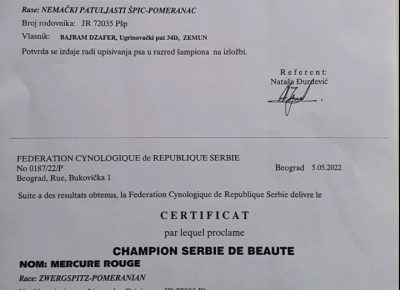 Rase: NEMAČKI PATULJASTI ŠPIC-POMERANAC
Broj rodovnika: JR 72035 Pšp
Vlasnik: BAJRAM DZAFER, Ugrinovački put 34D, ZEMUN
Potvrda se izdaje radi upisivanja psa u razred šampiona na izložbi.
Referent:
Nataša Đurđević
FEDERATION CYNOLOGIQUE de REPUBLIQUE SERBIE
No 0187/22/P
Beograd 5.05.2022
Beograd, Rue, Bukovička 1
Suite a des resultats obtenus, la Federation Cynologique de Republique Serbie delivre le
CERTIFICAT
par lequel proclame
CHAMPION SERBIE DE BEAUTE
NOM: MERCURE ROUGE
Race: ZWERGSPITZ-POMERANIAN